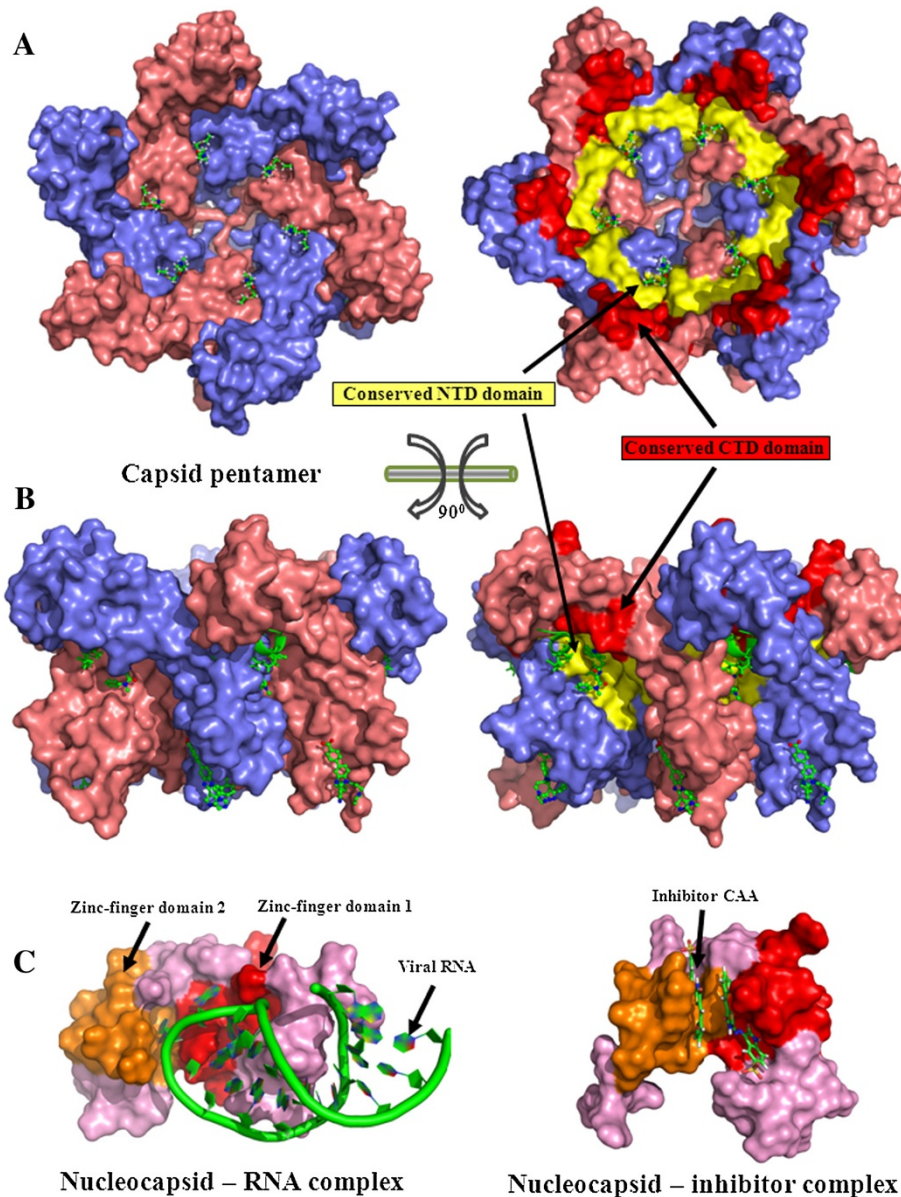 A
Conserved NTD domain
Conserved CTD domain
Capsid pentamer
90⁰
B
Zinc-finger domain 2
Zinc-finger domain 1
Inhibitor CAA
C
Viral RNA
Nucleocapsid – RNA complex
Nucleocapsid – inhibitor complex